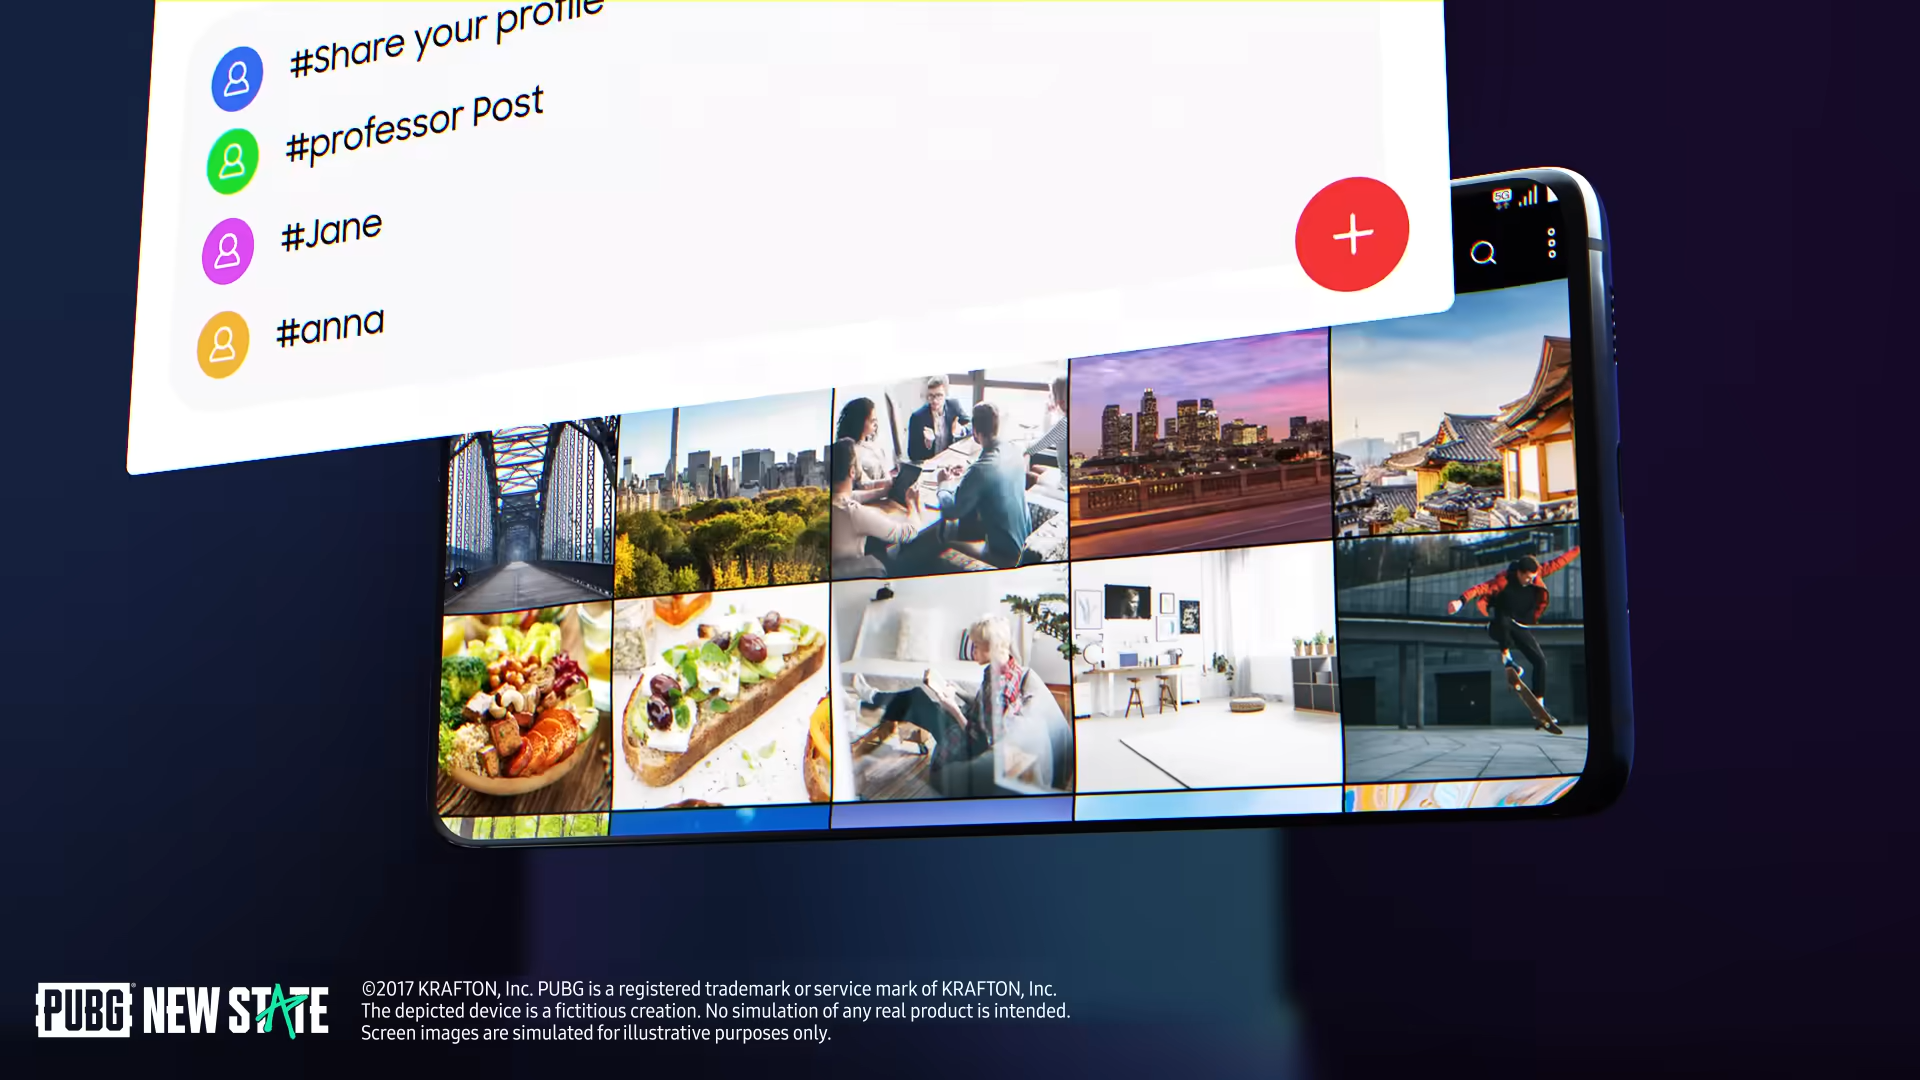 #Share your profile
#professor Post
#Jane
#anna
5G
PUBG NEW STATE
©2017 KRAFTON, Inc. PUBG is a registered trademark or service mark of KRAFTON, Inc.
The depicted device is a fictitious creation. No simulation of any real product is intended.
Screen images are simulated for illustrative purposes only.